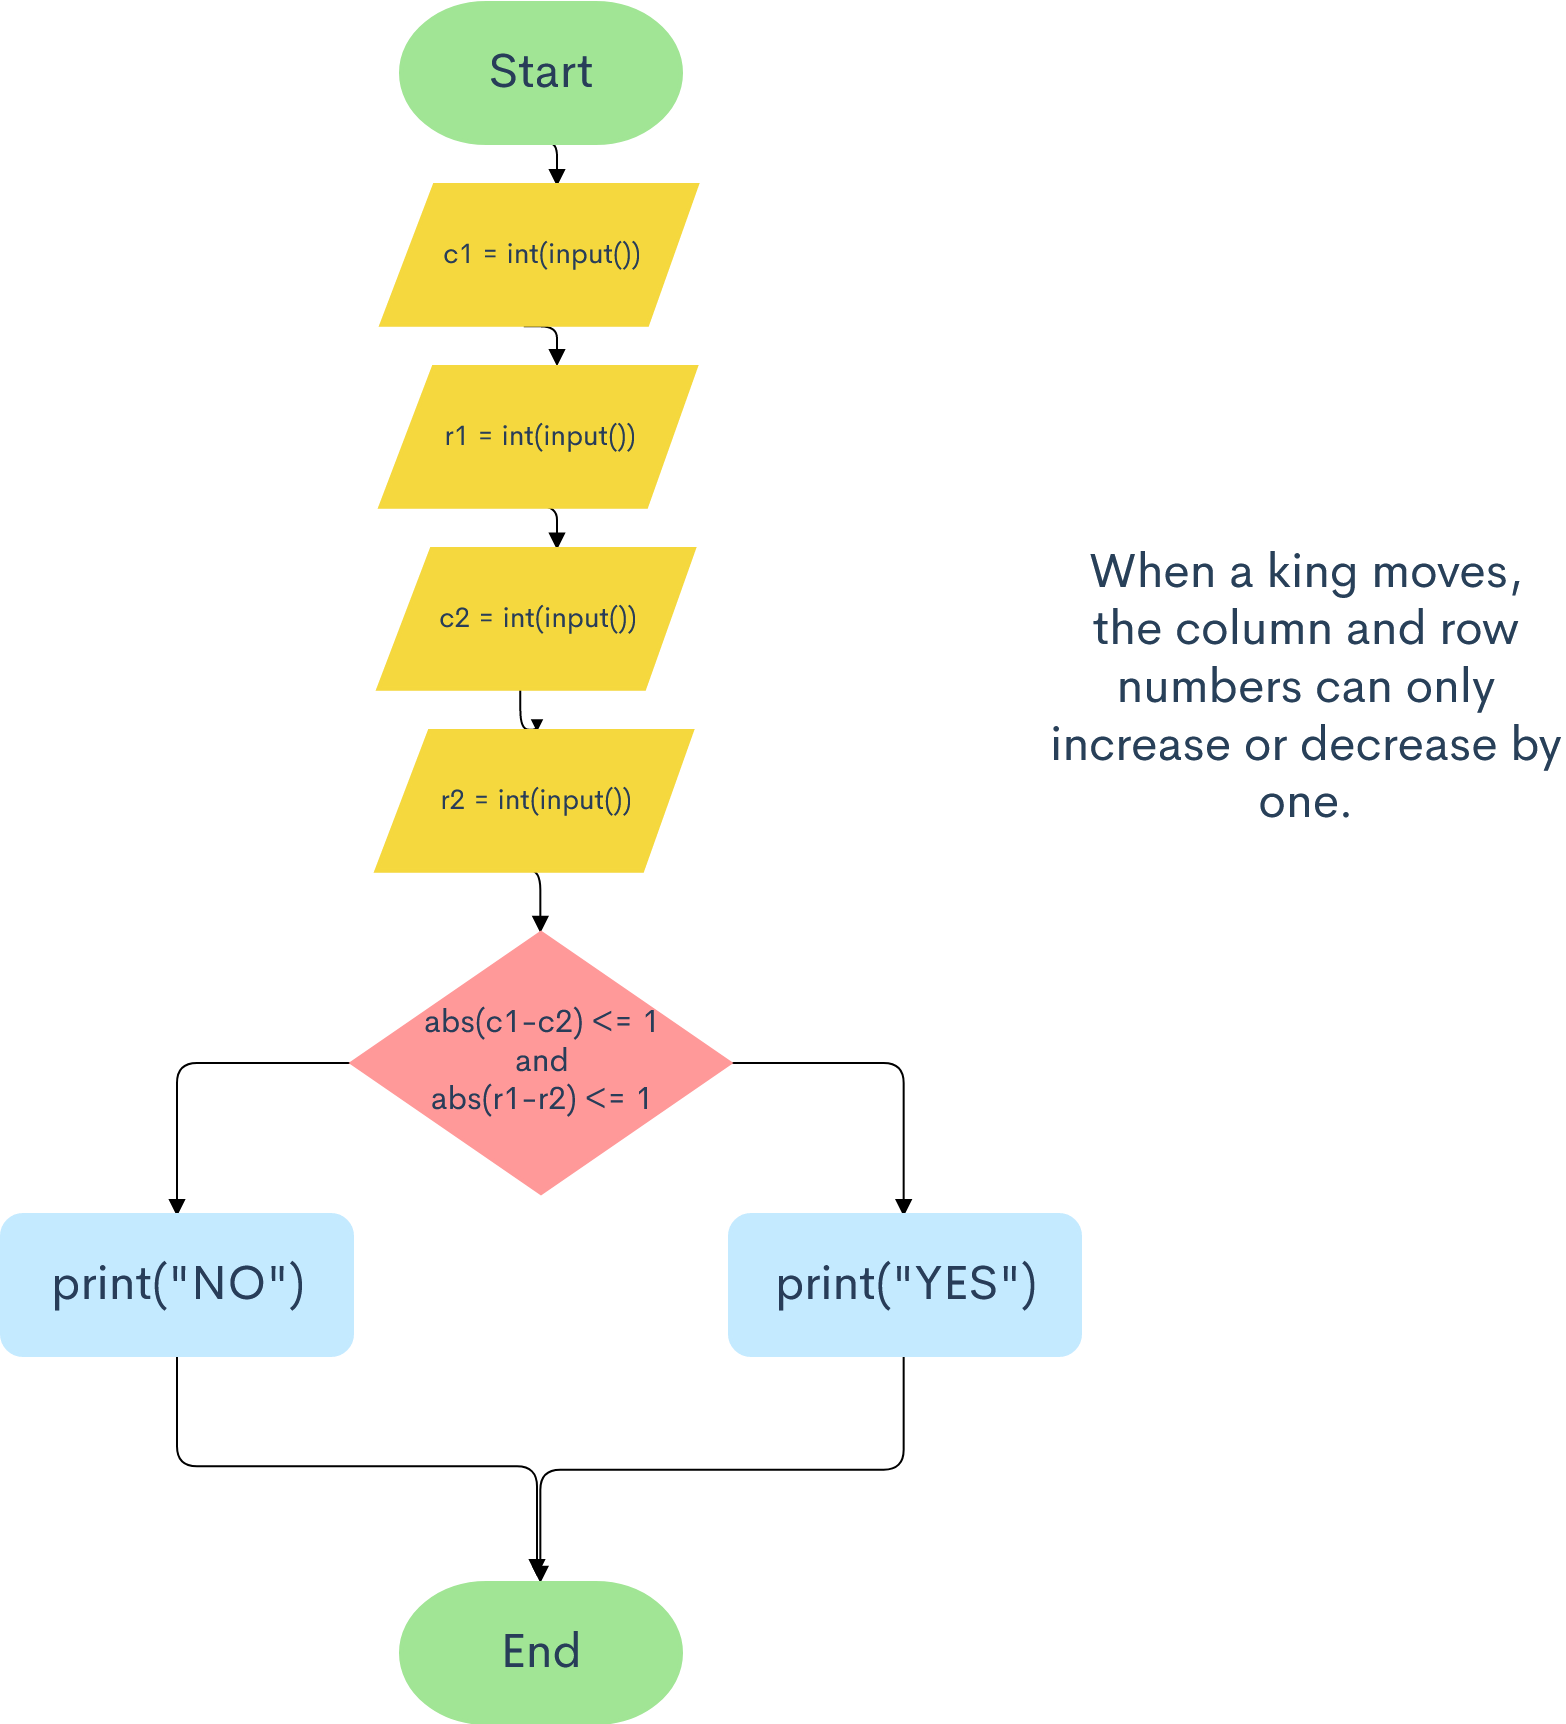 Start
c1 = int(input())
r1 = int(input())
c2 = int(input())
r2 = int(input())
When a king moves,
the column and row
numbers can only
increase or decrease by
one.
abs(c1-c2) <= 1
and
abs(r1-r2) <= 1
print("NO")
print("YES")
End